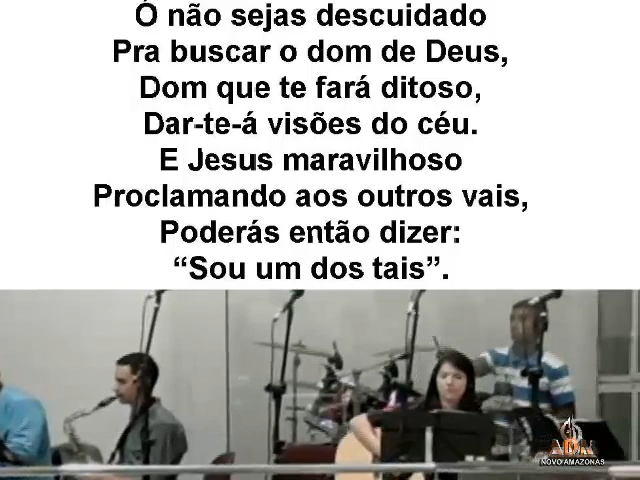 Ó não sejas descuidado
Pra buscar o dom de Deus,
Dom que te fará ditoso,
Dar-te-á visões do céu.
E Jesus maravilhoso
Proclamando aos outros vais,
Poderás então dizer:
“Sou um dos tais”.
NOVO AMAZONAS